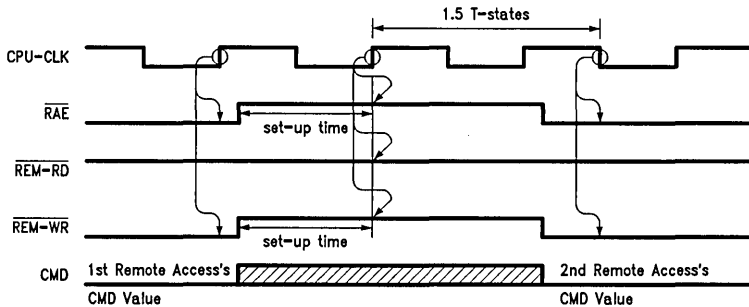 1.5 T-states
CPU-CLK
RAE
set-up time
REM-RD
REM-WR
set-up time
CMD
1st Remote Access's
2nd Remote Access's
CMD Value
CMD Value